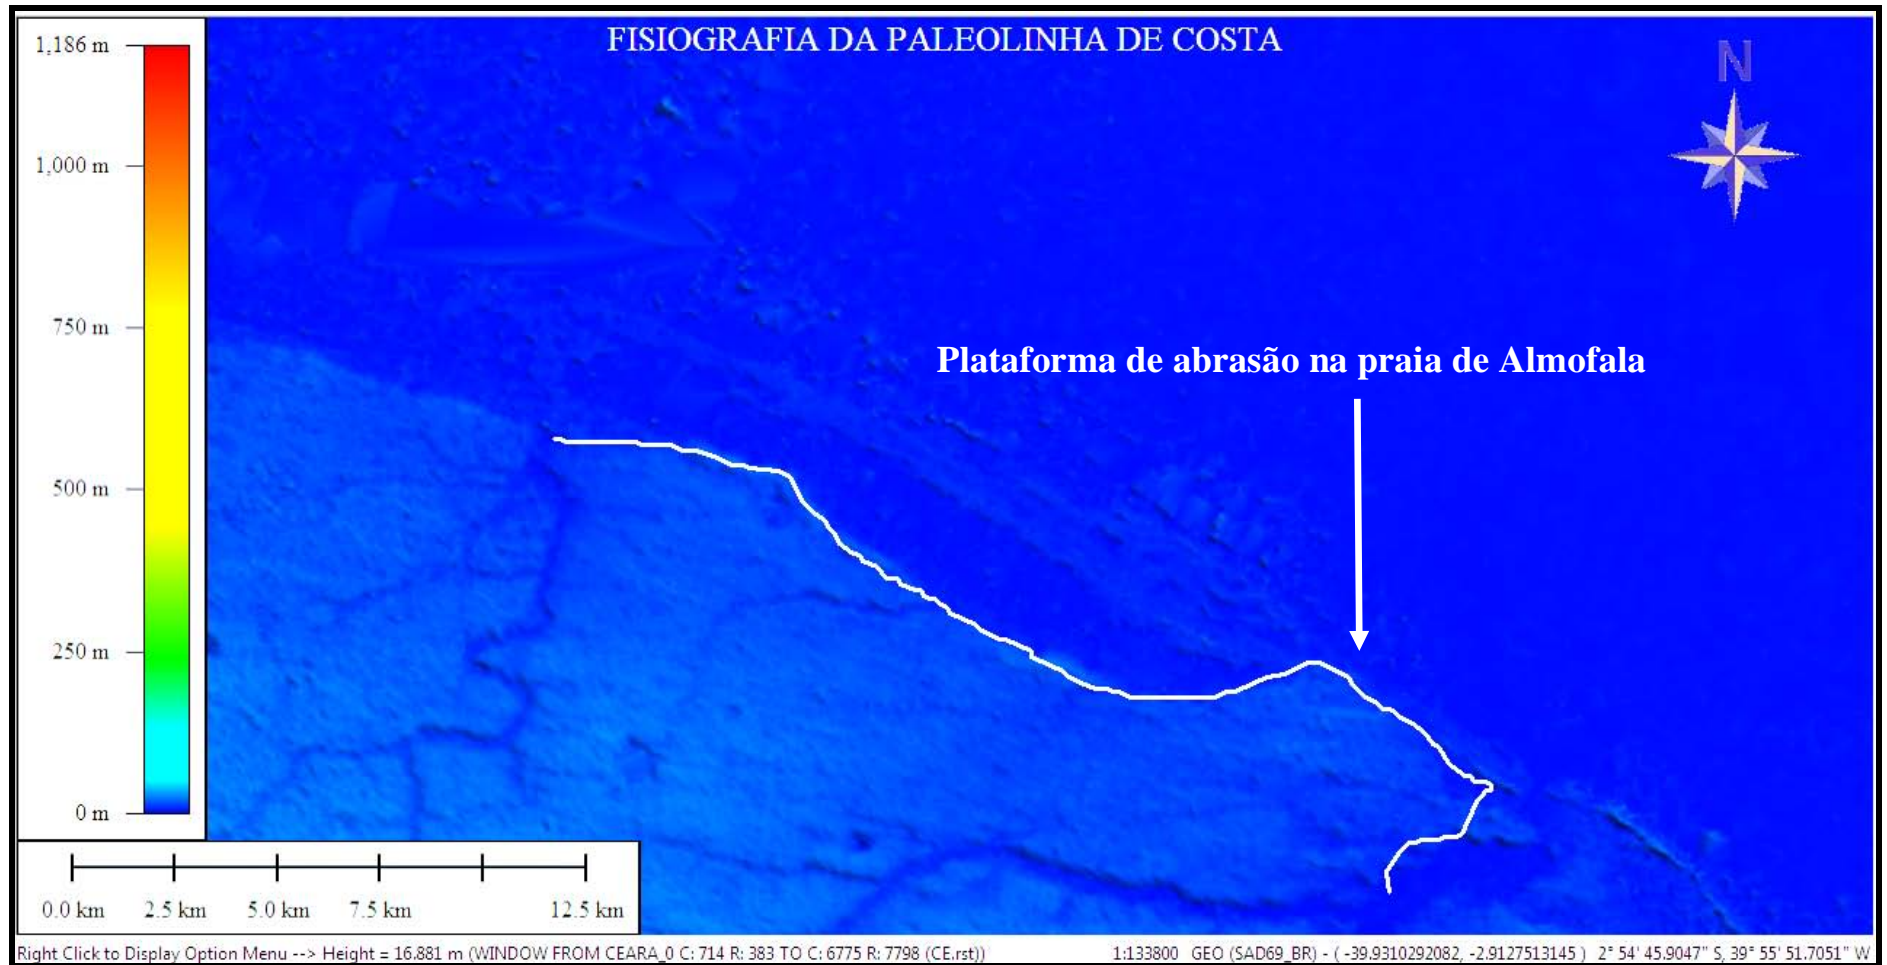 FISIOGRAFIA DA PALEOLINHA DE COSTA
N
1,186 m
1,000 m
750 m
500 m
250 m
0 m
Plataforma de abrasão na praia de Almofala
0.0 km 2.5 km 5.0 km 7.5 km 12.5 km
Right Click to Display Option Menu --> Height = 16.881 m (WINDOW FROM CEARA_0 C: 714 R: 383 TO C: 6775 R: 7798 (CE.rst)) 1:133800 GEO (SAD69_BR) - ( -39.9310292082, -2.9127513145 ) 2° 54' 45.9047" S, 39° 55' 51.7051" W